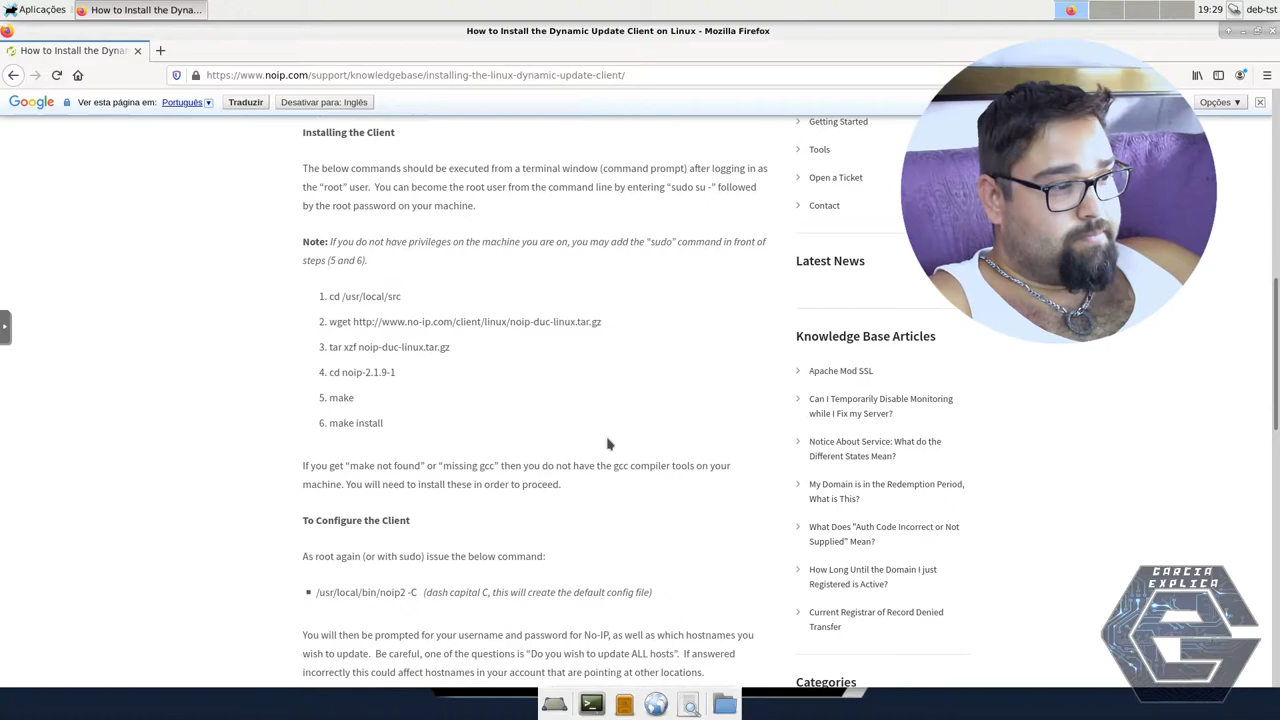 Aplicações
How to Install the Dyna...
19:29
deb-tst
How to Install the Dynamic Update Client on Linux - Mozilla Firefox
How to Install the Dynam
https://www.noip.com/support/knowledgebase/installing-the-linux-dynamic-update-client/
Google
Ver esta página em:
Português
Traduzir
Desativar para: Inglês
Opções
Installing the Client
The below commands should be executed from a terminal window (command prompt) after logging in as
the “root” user. You can become the root user from the command line by entering “sudo su -” followed
by the root password on your machine.
Note: If you do not have privileges on the machine you are on, you may add the “sudo” command in front of
steps (5 and 6).
1. cd /usr/local/src
2. wget http://www.no-ip.com/client/linux/noip-duc-linux.tar.gz
3. tar xzf noip-duc-linux.tar.gz
4. cd noip-2.1.9-1
5. make
6. make install
If you get “make not found” or “missing gcc” then you do not have the gcc compiler tools on your
machine. You will need to install these in order to proceed.
To Configure the Client
As root again (or with sudo) issue the below command:
/usr/local/bin/noip2 -C (dash capital C, this will create the default config file)
You will then be prompted for your username and password for No-IP, as well as which hostnames you
wish to update. Be careful, one of the questions is “Do you wish to update ALL hosts”. If answered
incorrectly this could affect hostnames in your account that are pointing at other locations.
Getting Started
Tools
Open a Ticket
Contact
Latest News
Knowledge Base Articles
Apache Mod SSL
Can I Temporarily Disable Monitoring
while I Fix my Server?
Notice About Service: What do the
Different States Mean?
My Domain is in the Redemption Period,
What is This?
What Does "Auth Code Incorrect or Not
Supplied" Mean?
How Long Until the Domain I just
Registered is Active?
Current Registrar of Record Denied
Transfer
Categories
GARCIA
EXPLICA